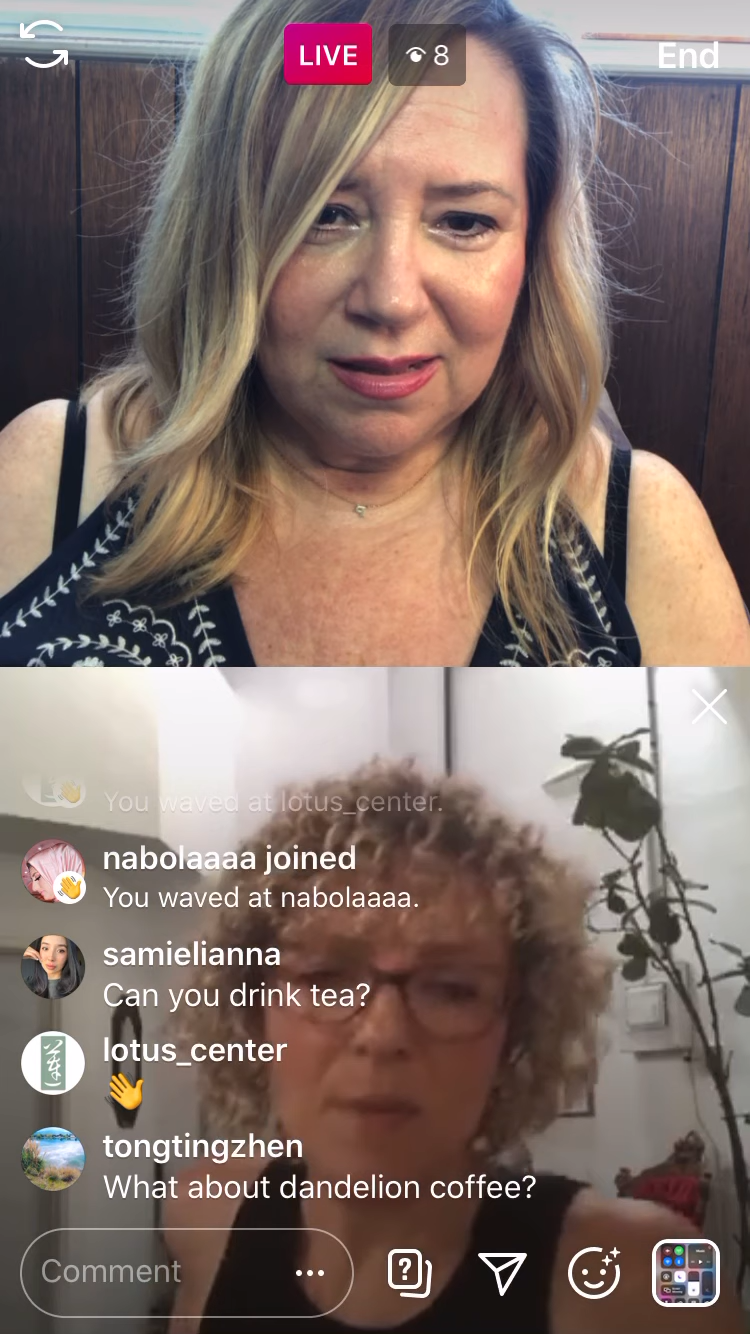 LIVE
8
End
You waved at lotus_center.
nabolaaaa joined
You waved at nabolaaaa.
samielianna
Can you drink tea?
lotus_center
👋
tongtingzhen
What about dandelion coffee?
Comment